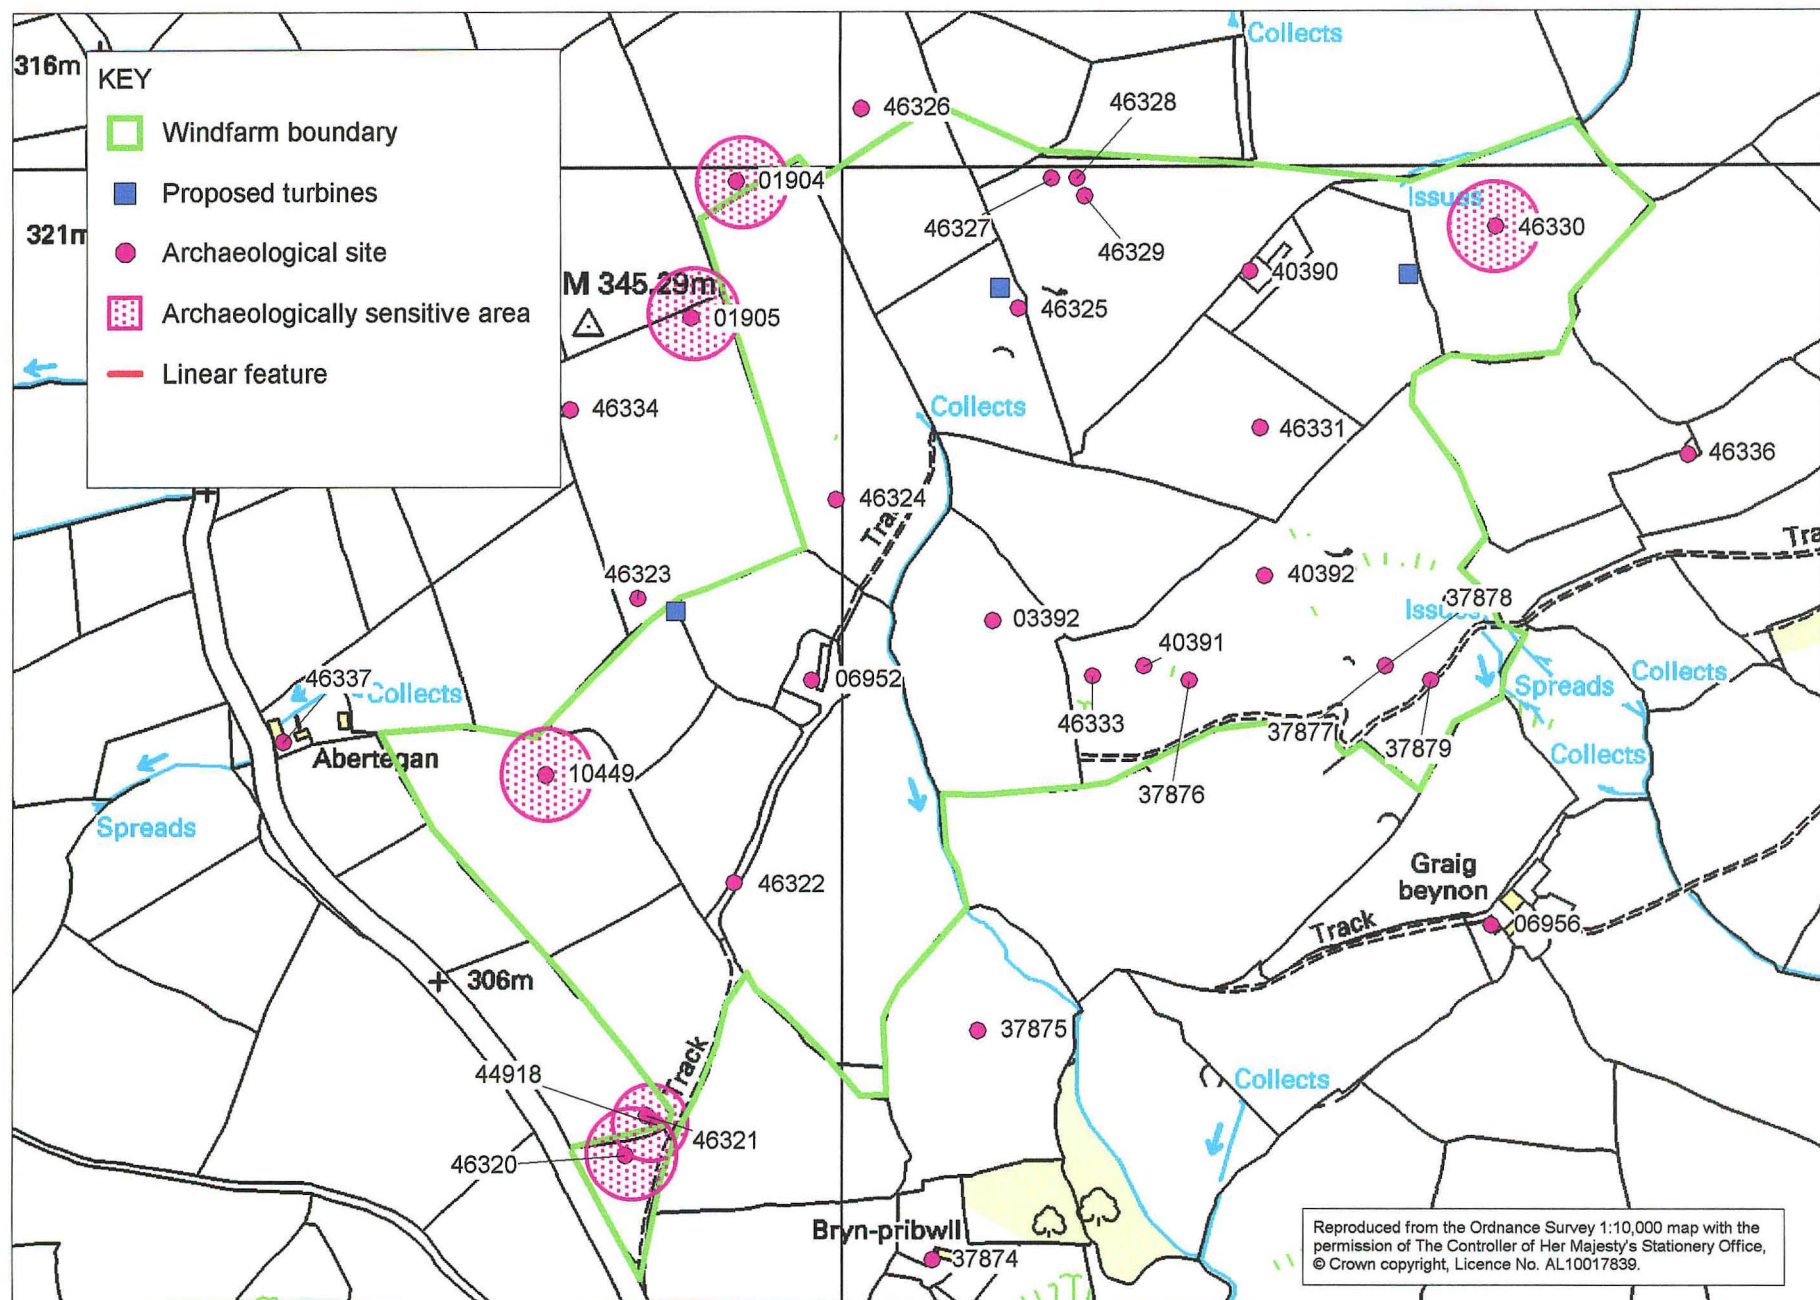 316m
KEY
Windfarm boundary
Proposed turbines
Archaeological site
Archaeologically sensitive area
Linear feature
321m
Collects
46326
46328
01904
46327
46329
Issues
46330
M 345.29m
01905
40390
46325
46334
Collects
46331
46336
46324
Tra
Tra
46323
40392
37878
Issues
03392
40391
06952
46337
Collects
Spreads
Collects
46333
37877
37879
Abertegan
10449
37876
Collects
Spreads
46322
Graig
beynon
Track
06956
306m
37875
Track
44918
Collects
46321
46320
Bryn-pribwll
37874
Reproduced from the Ordnance Survey 1:10,000 map with the
permission of The Controller of Her Majesty's Stationery Office,
© Crown copyright, Licence No. AL10017839.